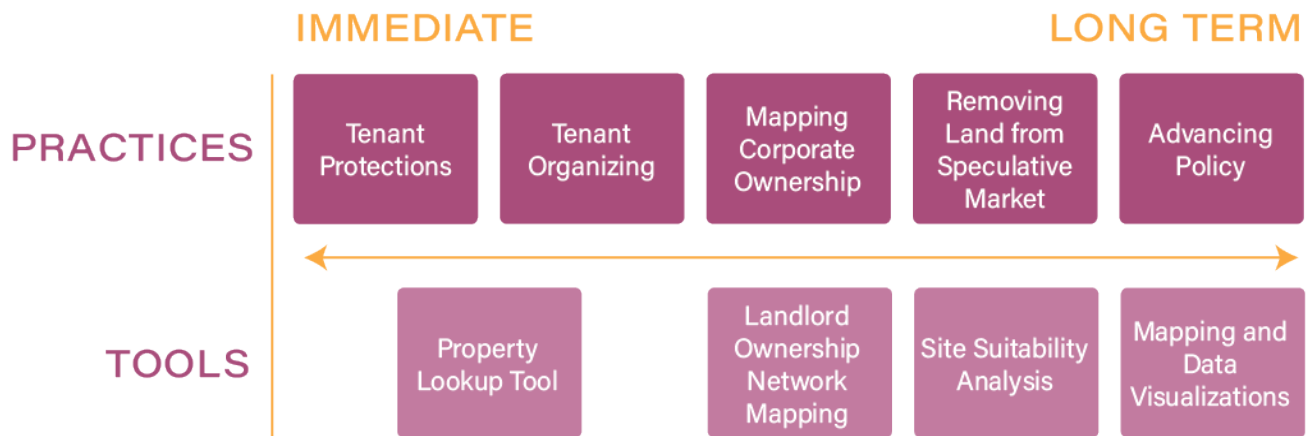 IMMEDIATE
LONG TERM
PRACTICES
Tenant
Protections
Tenant
Organizing
Mapping
Corporate
Ownership
Removing
Land from
Speculative
Market
Advancing
Policy
TOOLS
Property
Lookup Tool
Landlord
Ownership
Network
Mapping
Site Suitability
Analysis
Mapping and
Data
Visualizations